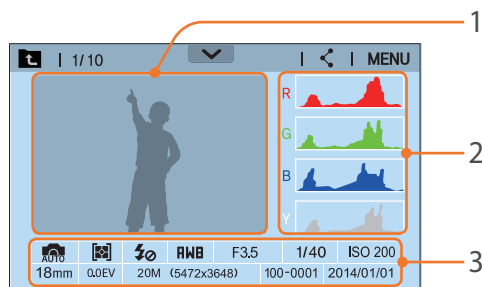 1
1/10
MENU
R
G
B
Y
2
AUTO
AWB
F3.5
1/40
ISO 200
3
18mm
0.0EV
20M
(5472x3648)
100-0001
2014/01/01